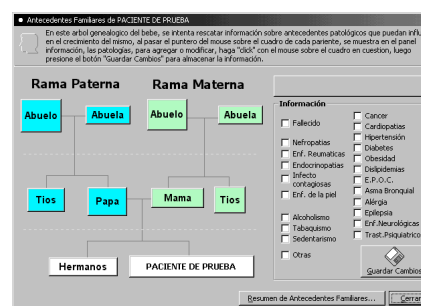 Antecedentes Familiares de PACIENTE DE PRUEBA
En este arbol genealogico del bebe, se intenta rescatar información sobre antecedentes patológicos que puedan influ
en el crecimiento del mismo, al pasar el puntero del mouse sobre el cuadro de cada pariente, se muestra en el panel
información, las patologías, para agregar o modificar, haga "click" con el mouse sobre el cuadro en cuestion, luego
presione el botón "Guardar Cambios" para almacenar la información.
Rama Paterna
Rama Materna
Abuelo
Abuela
Abuelo
Abuela
Tios
Papa
Mama
Tios
Hermanos
PACIENTE DE PRUEBA
Información
Fallecido
Nefropatias
Enf. Reumaticas
Endocrinopatias
Infecto
contagiosas
Enf. de la piel
Alcoholismo
Tabaquismo
Sedentarismo
Otras
Cancer
Cardiopatias
Hipertensión
Diabetes
Obesidad
Dislipidemias
E.P.O.C.
Asma Bronquial
Alérgia
Epilepsia
Enf.Neurológicas
Trast.Psiquiatricos
Guardar Cambios
Resumen de Antecedentes Familiares...
Cerrar